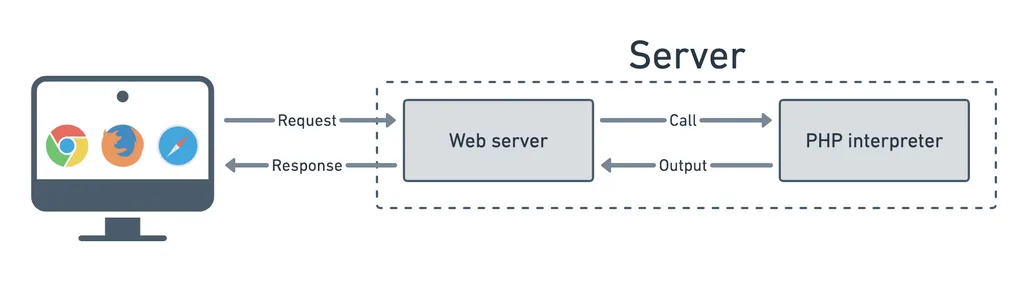 Server
Request
Web server
Call
PHP interpreter
Response
Output